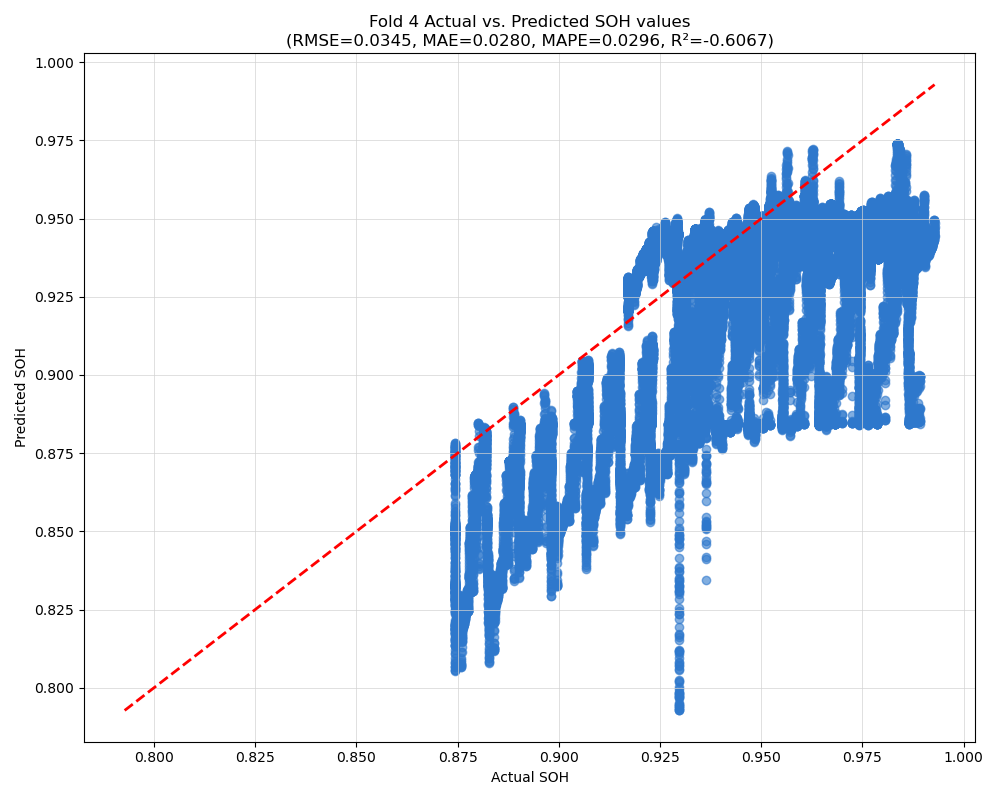 Fold 4 Actual vs. Predicted SOH values
(RMSE=0.0345, MAE=0.0280, MAPE=0.0296, R²=-0.6067)
1.000
0.975
0.950
0.925
0.900
0.875
0.850
0.825
0.800
Predicted SOH
0.800 0.825 0.850 0.875 0.900 0.925 0.950 0.975 1.000
Actual SOH